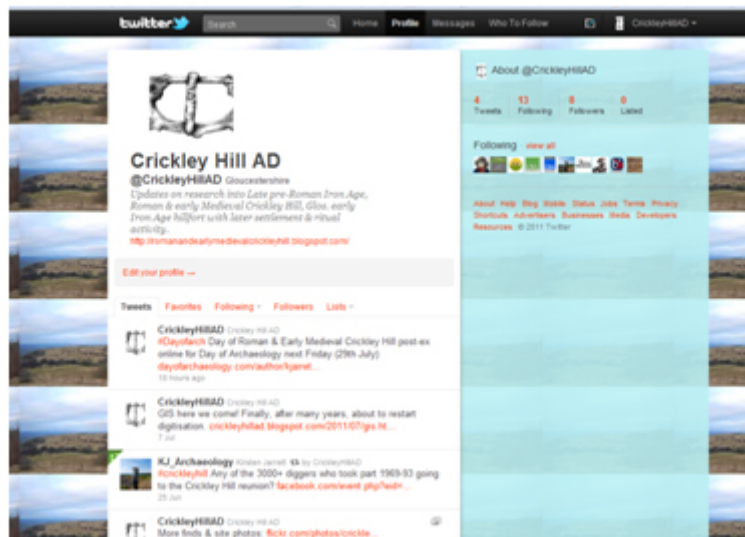 twitter
Search
Home Profile Messages Who To Follow
CrickleyHillAD
Crickley Hill AD
@CrickleyHillAD Gloucestershire
Updates on research into Late pre-Roman Iron Age,
Roman & early Medieval Crickley Hill, Glos. early
Iron Age hillfort with later settlement & ritual
activity.
http://romanandearlymedievalcrickleyhill.blogspot.com/
Edit your profile →
Tweets Favorites Following Followers Lists
CrickleyHillAD Crickley Hill AD
#Dayofarch Day of Roman & Early Medieval Crickley Hill post-ex
online for Day of Archaeology next Friday (29th July)
dayofarchaeology.com/author/kjarret...
18 hours ago
CrickleyHillAD Crickley Hill AD
GIS here we come! Finally, after many years, about to restart
digitisation. crickleyhillad.blogspot.com/2011/07/gis.ht...
7 Jul
KJ_Archaeology Kirsten Jarrett by CrickleyHillAD
#crickleyhill Any of the 3000+ diggers who took part 1969-93 going
to the Crickley Hill reunion? facebook.com/event.php?eid=...
25 Jun
CrickleyHillAD Crickley Hill AD
More finds & site photos: flickr.com/photos/crickle...
About @CrickleyHillAD
4 13 8 0
Tweets Following Followers Listed
Following view all
About Help Blog Mobile Status Jobs Terms Privacy
Shortcuts Advertisers Businesses Media Developers
Resources © 2011 Twitter